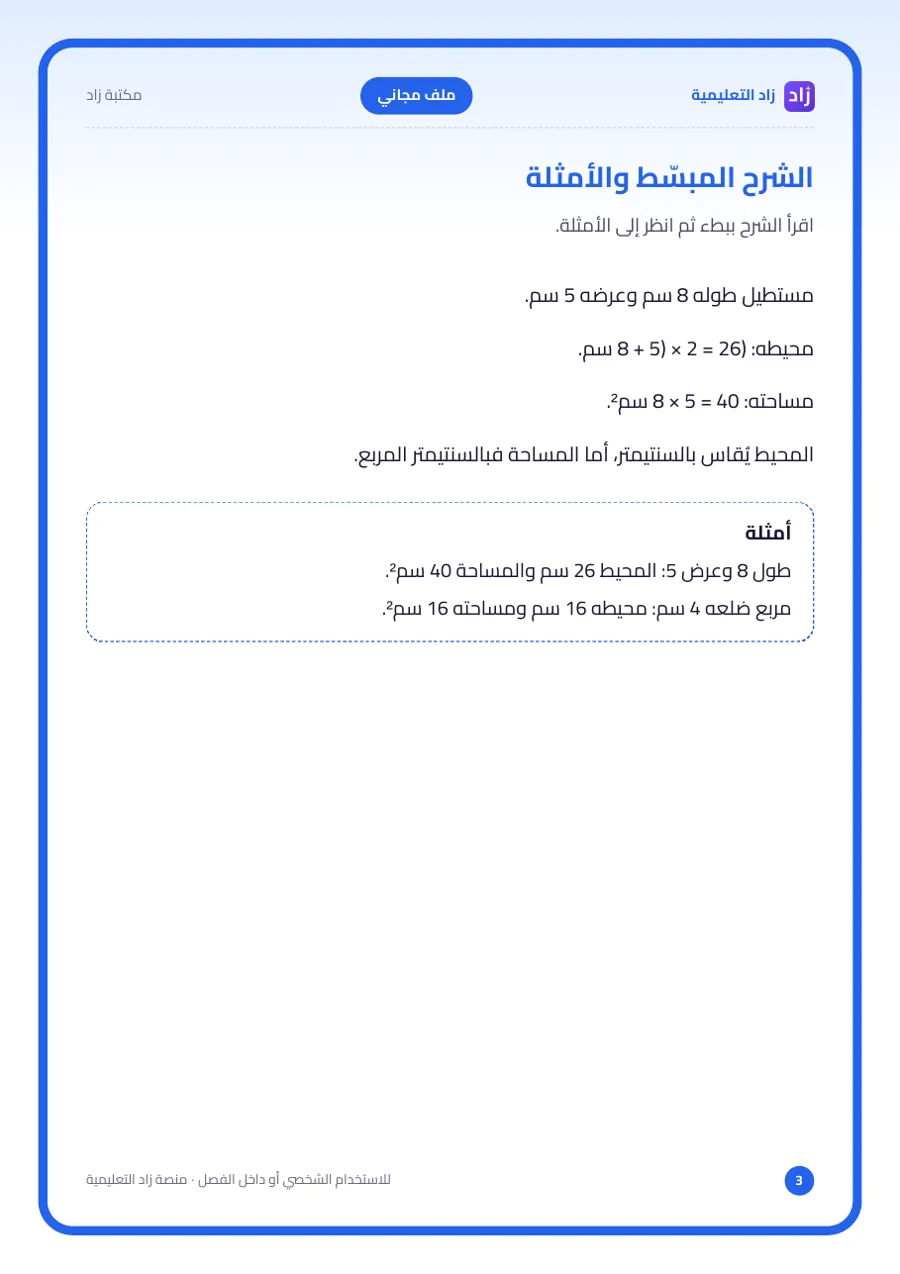 زاد زاد التعليمية
ملف مجاني
مكتبة زاد
الشرح المبسّط والأمثلة
اقرأ الشرح ببطء ثم انظر إلى الأمثلة.
مستطيل طوله 8 سم وعرضه 5 سم.
محيطه: (8 + 5) × 2 = 26 سم.
مساحته: 8 × 5 = 40 سم².
المحيط يُقاس بالسنتيمتر، أما المساحة فبالسنتيمتر المربع.
أمثلة
طول 8 وعرض 5: المحيط 26 سم والمساحة 40 سم².
مربع ضلعه 4 سم: محيطه 16 سم ومساحته 16 سم².
3
للاستخدام الشخصي أو داخل الفصل · منصة زاد التعليمية